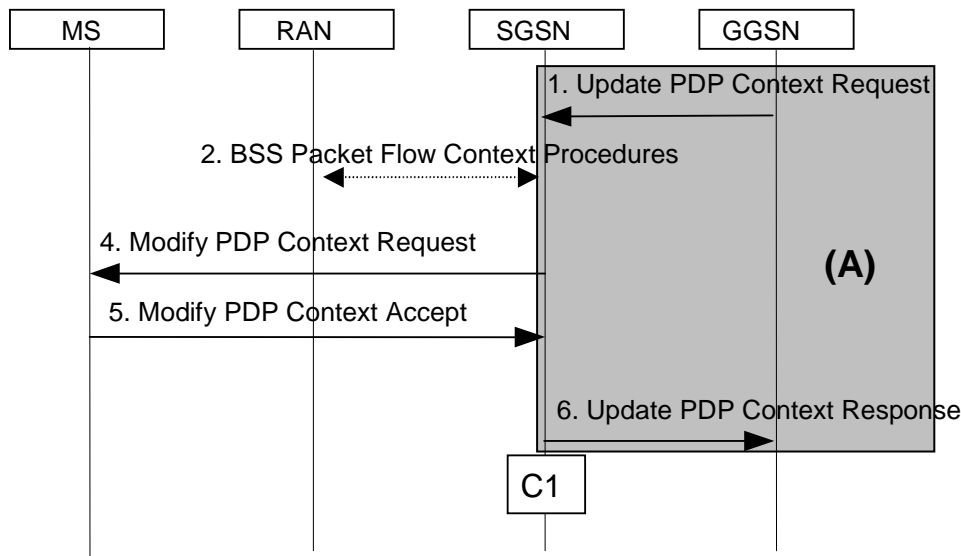 MS
RAN
SGSN
GGSN
1. Update PDP Context Request
2. BSS Packet Flow Context Procedures
4. Modify PDP Context Request
(A)
5. Modify PDP Context Accept
6. Update PDP Context Response
C1